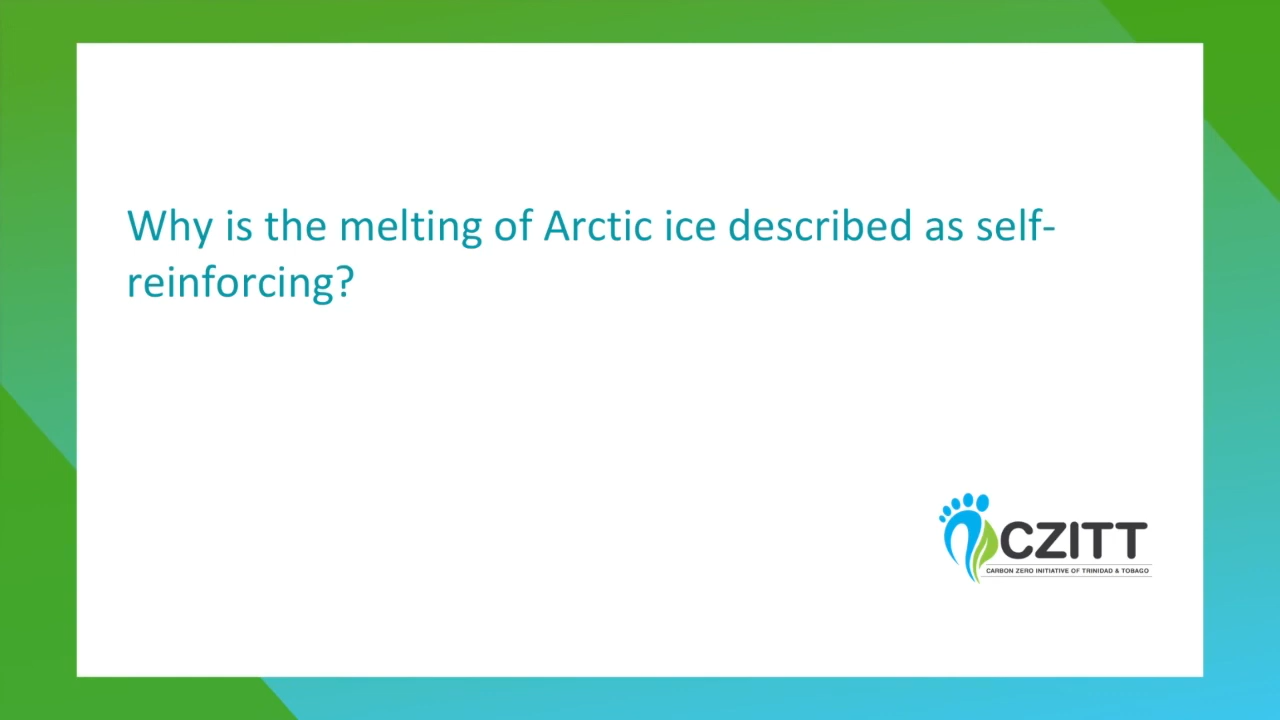 Why is the melting of Arctic ice described as self-
reinforcing?
CZITT
CARBON ZERO INITIATIVE OF TRINIDAD & TOBAGO